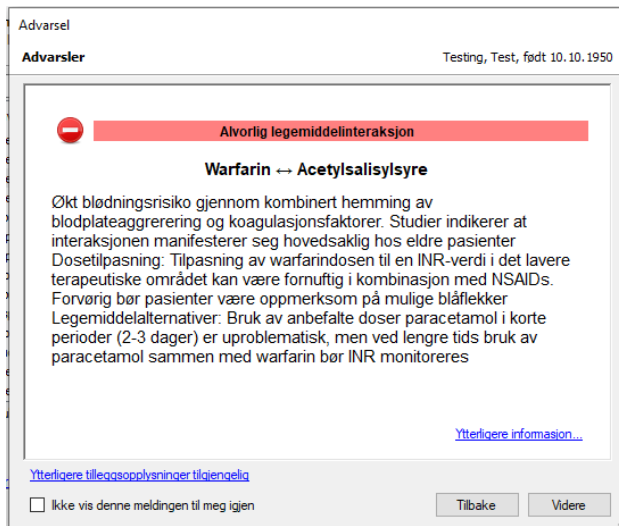 Advarsel
Advarsler
Testing, Test, født 10.10.1950
Alvorlig legemiddelinteraksjon
Warfarin ↔ Acetylsalisylsyre
Økt blødningsrisiko gjennom kombinert hemming av
blodplateaggrerering og koagulasjonsfaktorer. Studier indikerer at
interaksjonen manifesterer seg hovedsaklig hos eldre pasienter
Dosetilpasning: Tilpasning av warfarindosen til en INR-verdi i det lavere
terapeutiske området kan være fornuftig i kombinasjon med NSAIDs.
Forvørig bør pasienter være oppmerksom på mulige blåflekker
Legemiddelalternativer: Bruk av anbefalte doser paracetamol i korte
perioder (2-3 dager) er uproblematisk, men ved lengre tids bruk av
paracetamol sammen med warfarin bør INR monitoreres
Ytterligere informasjon...
Ytterligere tilleggsopplysninger tilgjengelig
Ikke vis denne meldingen til meg igjen
Tilbake
Videre